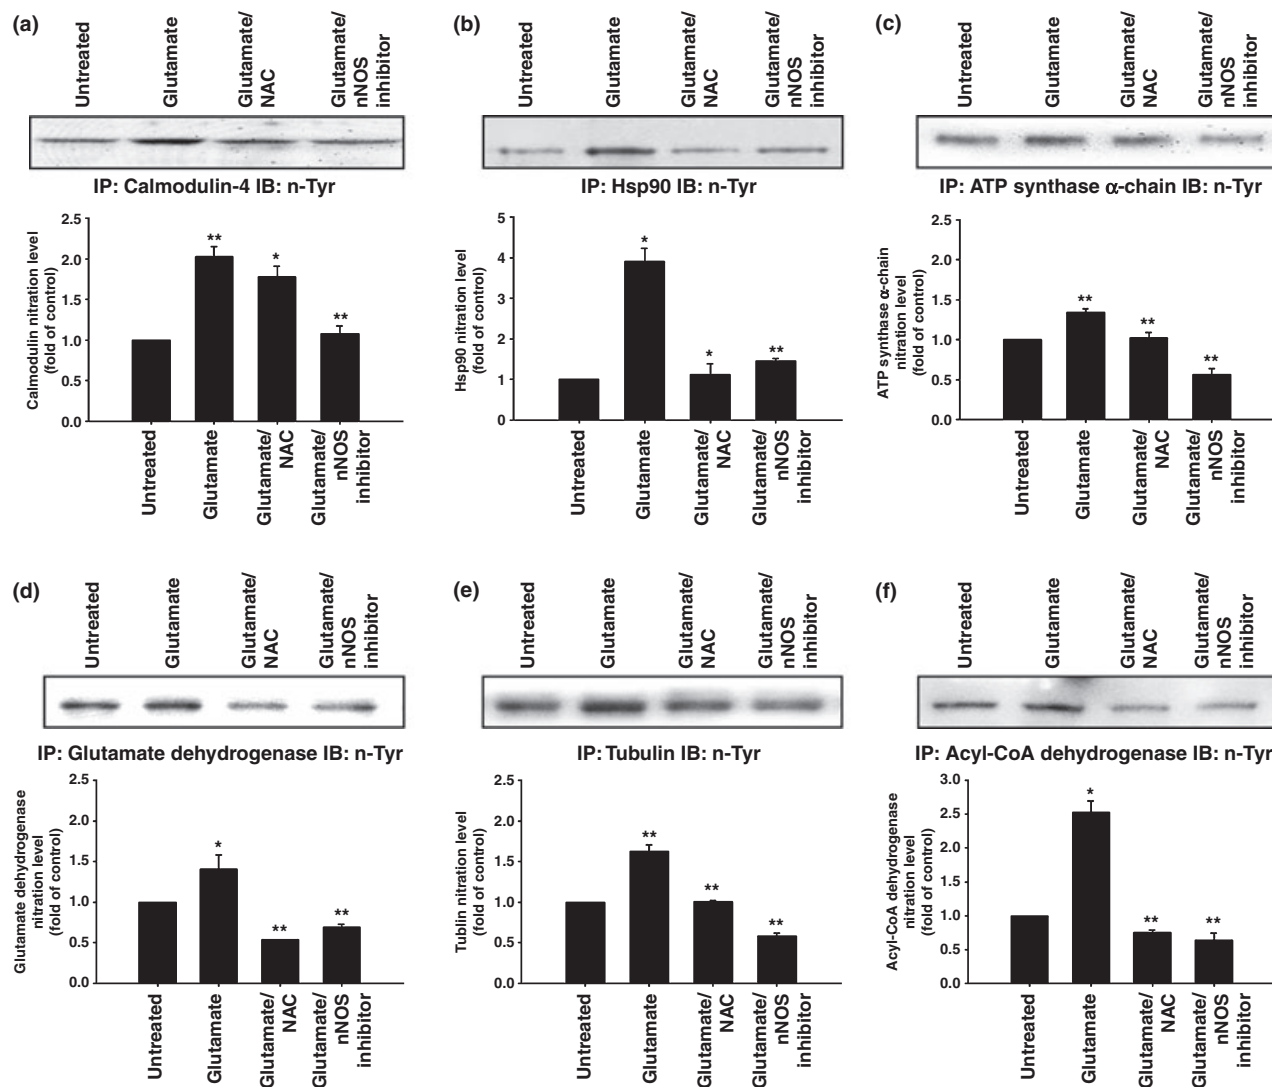 (a)
Untreated
Glutamate
Glutamate/
NAC
Glutamate/
nNOS
inhibitor
IP: Calmodulin-4 IB: n-Tyr
Calmodulin nitration level
(fold of control)
2.5
2.0
1.5
1.0
0.5
0.0
**
*
**
Untreated
Glutamate
Glutamate/
NAC
Glutamate/
nNOS
inhibitor
(b)
Untreated
Glutamate
Glutamate/
NAC
Glutamate/
nNOS
inhibitor
IP: Hsp90 IB: n-Tyr
Hsp90 nitration level
(fold of control)
5
4
3
2
1
0
*
*
**
Untreated
Glutamate
Glutamate/
NAC
Glutamate/
nNOS
inhibitor
(c)
Untreated
Glutamate
Glutamate/
NAC
Glutamate/
nNOS
inhibitor
IP: ATP synthase α-chain IB: n-Tyr
ATP synthase α-chain
nitration level
(fold of control)
2.5
2.0
1.5
1.0
0.5
0.0
**
**
**
Untreated
Glutamate
Glutamate/
NAC
Glutamate/
nNOS
inhibitor
(d)
Untreated
Glutamate
Glutamate/
NAC
Glutamate/
nNOS
inhibitor
IP: Glutamate dehydrogenase IB: n-Tyr
Glutamate dehydrogenase
nitration level
(fold of control)
2.5
2.0
1.5
1.0
0.5
0.0
*
**
**
Untreated
Glutamate
Glutamate/
NAC
Glutamate/
nNOS
inhibitor
(e)
Untreated
Glutamate
Glutamate/
NAC
Glutamate/
nNOS
inhibitor
IP: Tubulin IB: n-Tyr
Tublin nitration level
(fold of control)
2.5
2.0
1.5
1.0
0.5
0.0
**
**
**
Untreated
Glutamate
Glutamate/
NAC
Glutamate/
nNOS
inhibitor
(f)
Untreated
Glutamate
Glutamate/
NAC
Glutamate/
nNOS
inhibitor
IP: Acyl-CoA dehydrogenase IB: n-Tyr
Acyl-CoA dehydrogenase
nitration level
(fold of control)
3.0
2.5
2.0
1.5
1.0
0.5
0.0
*
**
**
Untreated
Glutamate
Glutamate/
NAC
Glutamate/
nNOS
inhibitor